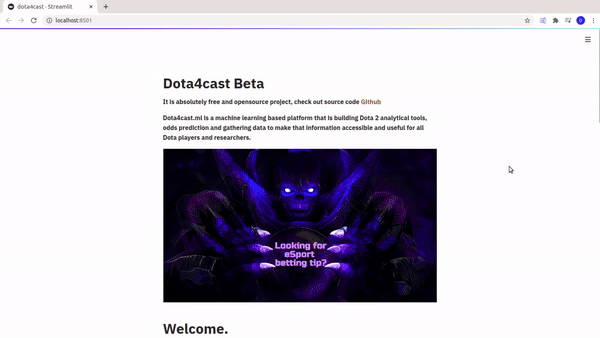 dota4cast · Streamlit
localhost:8501
Dota4cast Beta
It is absolutely free and opensource project, check out source code Github
Dota4cast.ml is a machine learning based platform that is building Dota 2 analytical tools,
odds prediction and gathering data to make that information accessible and useful for all
Dota players and researchers.
Looking for
eSport
betting tip?
Welcome.